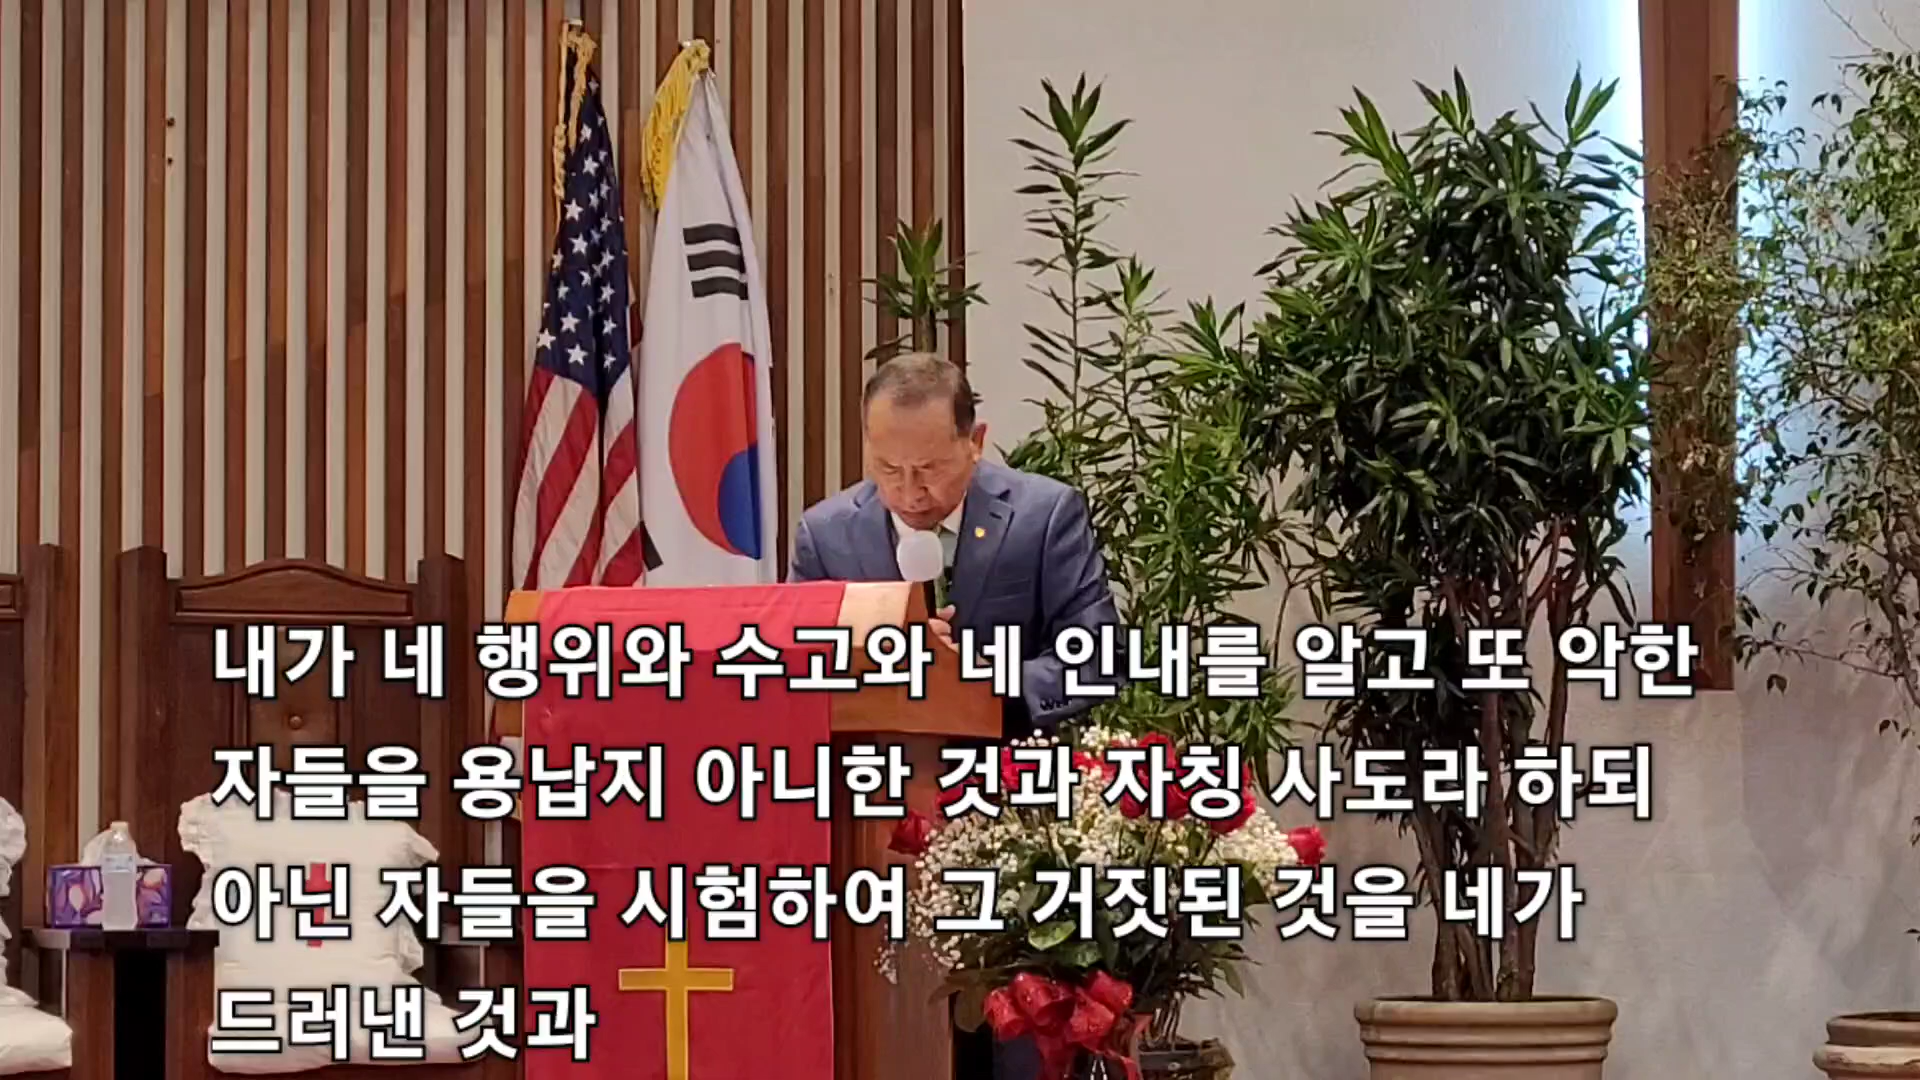 내가 네 행위와 수고와 네 인내를 알고 또 악한
자들을 용납지 아니한 것과 자칭 사도라 하되
아닌 자들을 시험하여 그 거짓된 것을 네가
드러낸 것과